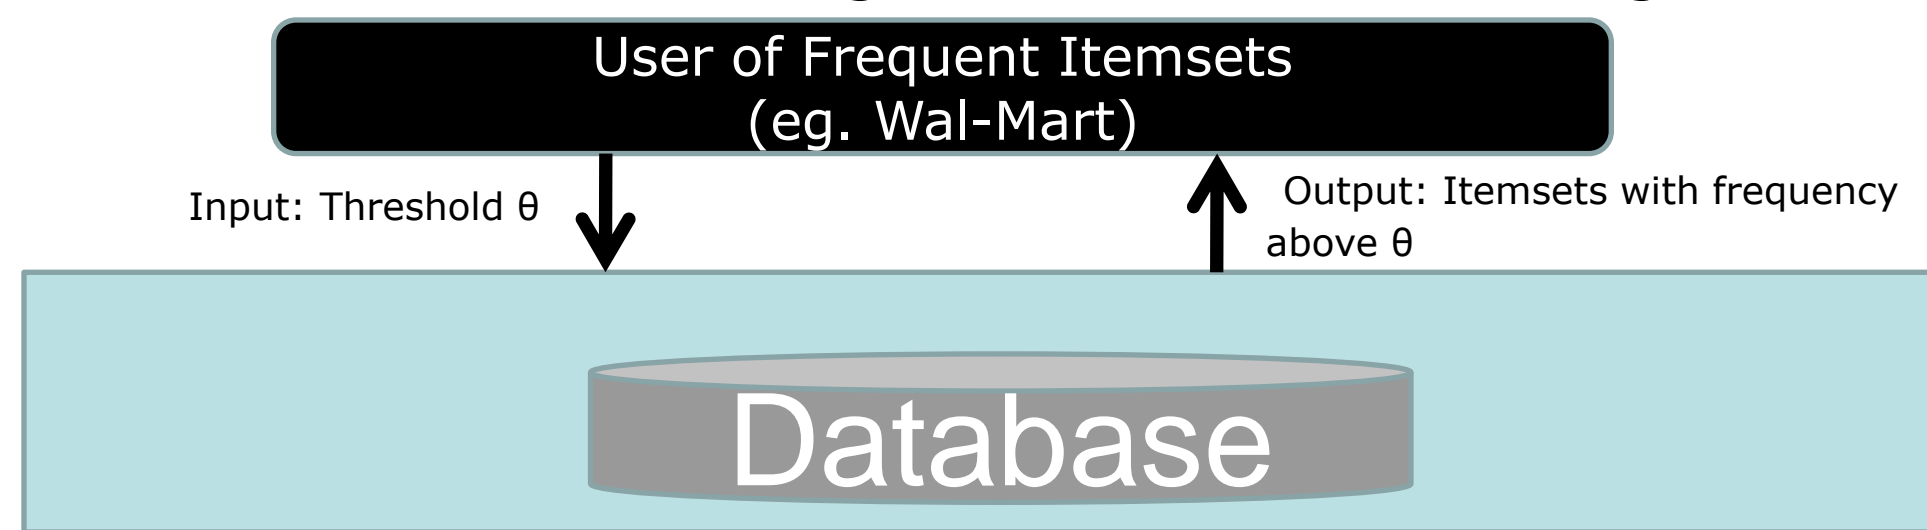 User of Frequent Itemsets
(eg. Wal-Mart)
Input: Threshold θ
Output: Itemsets with frequency
above θ
Database